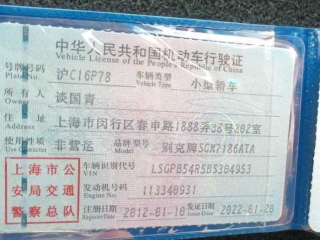 中华人民共和国机动车行驶证
Vehicle License of the People's Republic of China
号牌号码 Plate No. 沪C16P78 车辆类型 Vehicle Type 小型轿车
所有人 Owner 谈国青
住址 上海市闵行区春申路1888弄38号202室
使用性质 非营运 品牌型号 Model 别克牌SGM7186ATA
上海市公
安局交通
警察总队
车辆识别代号 VIN LSGPB54R5BS304953
发动机号码 Engine No. 113340931
注册日期 Register Date 2012-01-10 发证日期 Issue Date 2022-01-20